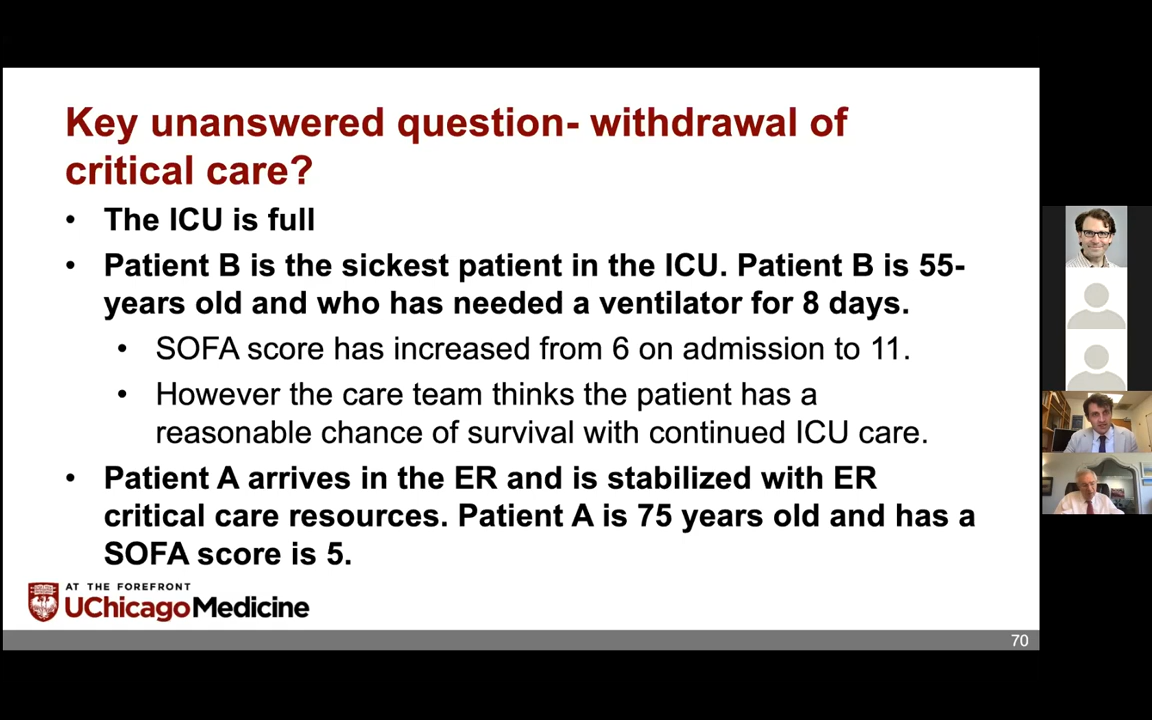 Key unanswered question- withdrawal of
critical care?
• The ICU is full
• Patient B is the sickest patient in the ICU. Patient B is 55-
years old and who has needed a ventilator for 8 days.
• SOFA score has increased from 6 on admission to 11.
• However the care team thinks the patient has a
reasonable chance of survival with continued ICU care.
• Patient A arrives in the ER and is stabilized with ER
critical care resources. Patient A is 75 years old and has a
SOFA score is 5.
AT THE FOREFRONT
UChicagoMedicine
70